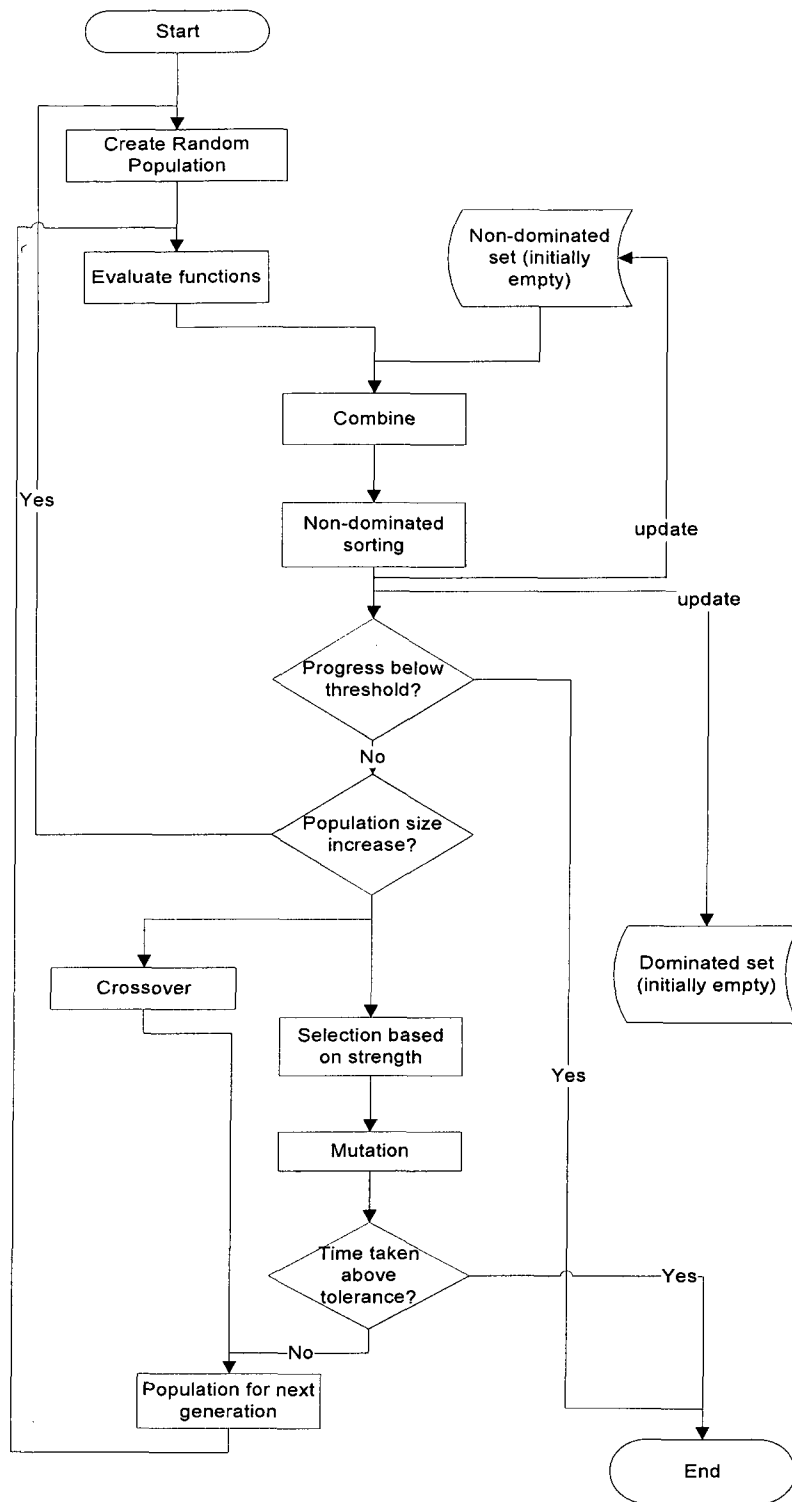 Start
Create Random
Population
Evaluate functions
Non-dominated
set (initially
empty)
Combine
Yes
Non-dominated
sorting
update
update
Progress below
threshold?
No
Population size
increase?
Crossover
Dominated set
(initially empty)
Selection based
on strength
Yes
Mutation
Time taken
above
tolerance?
Yes
No
Population for next
generation
End